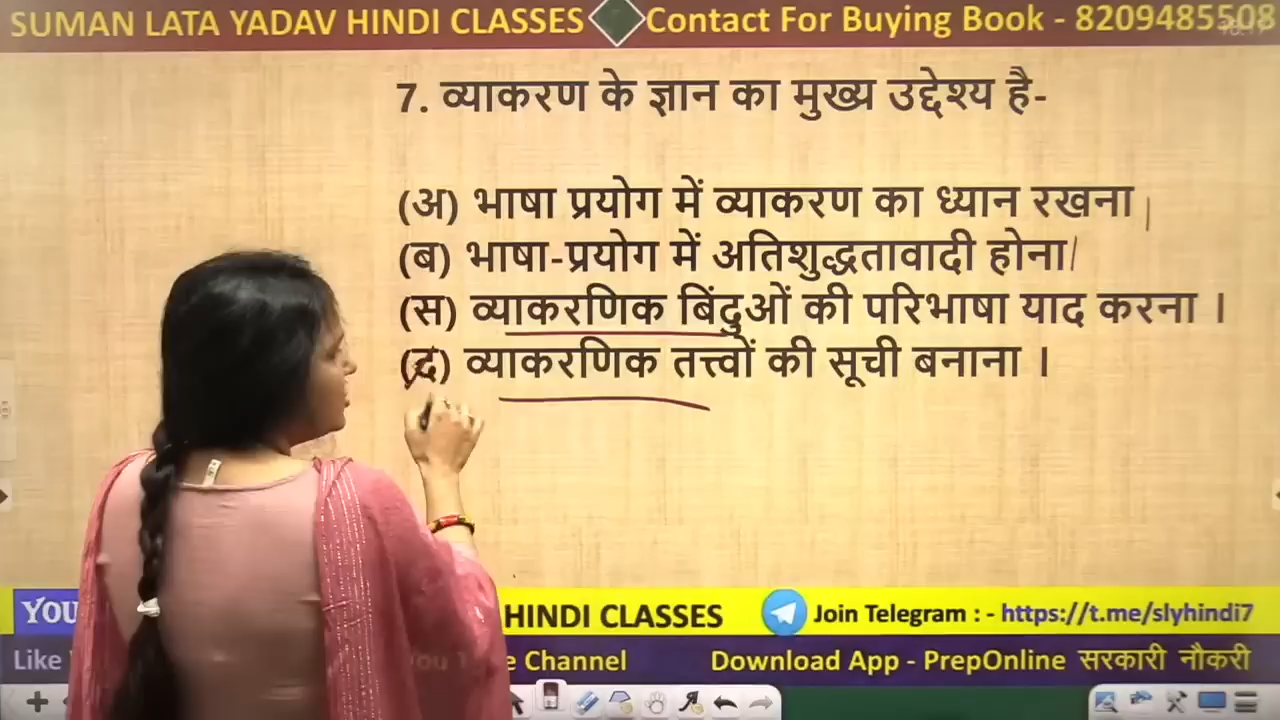 SUMAN LATA YADAV HINDI CLASSES Contact For Buying Book - 8209485508
7. व्याकरण के ज्ञान का मुख्य उद्देश्य है-
(अ) भाषा प्रयोग में व्याकरण का ध्यान रखना
(ब) भाषा-प्रयोग में अतिशुद्धतावादी होना
(स) व्याकरणिक बिंदुओं की परिभाषा याद करना ।
(द) व्याकरणिक तत्त्वों की सूची बनाना ।
YOU HINDI CLASSES Join Telegram : - https://t.me/slyhindi7
Like Channel Download App - PrepOnline सरकारी नौकरी